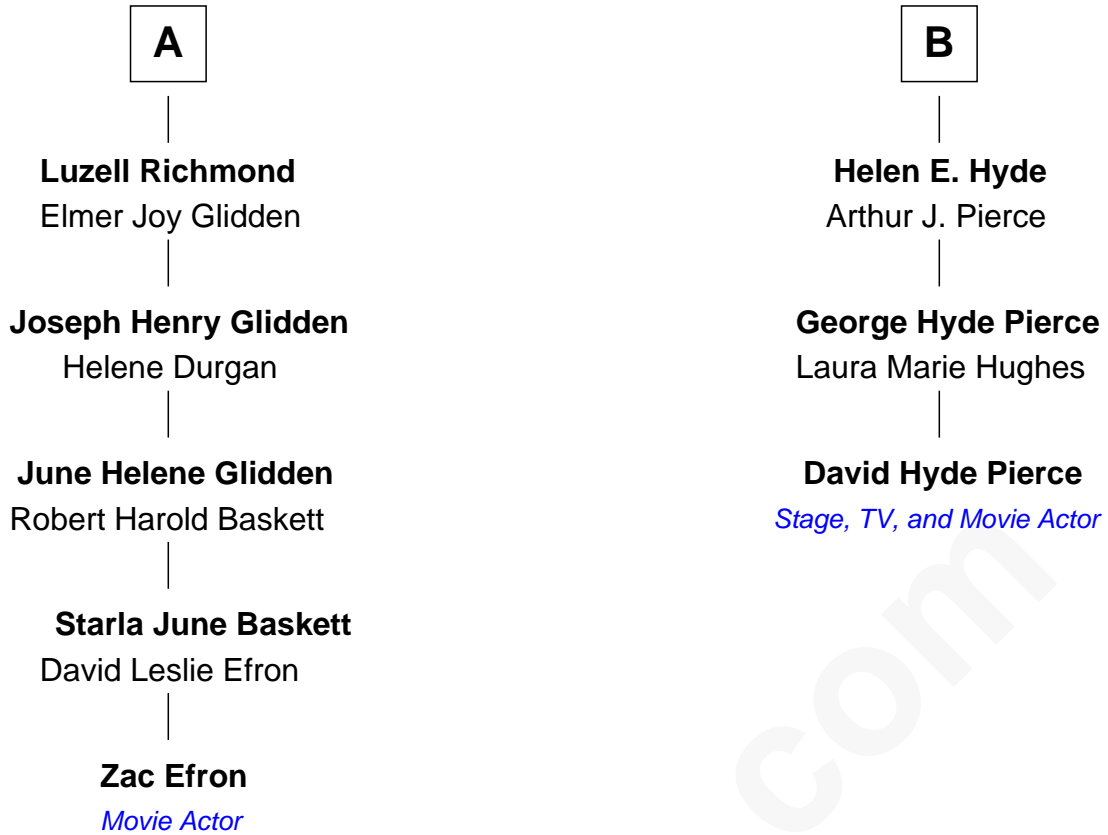 A
Luzell Richmond
Elmer Joy Glidden
Joseph Henry Glidden
Helene Durgan
June Helene Glidden
Robert Harold Baskett
Starla June Baskett
David Leslie Efron
Zac Efron
Movie Actor
B
Helen E. Hyde
Arthur J. Pierce
George Hyde Pierce
Laura Marie Hughes
David Hyde Pierce
Stage, TV, and Movie Actor
com